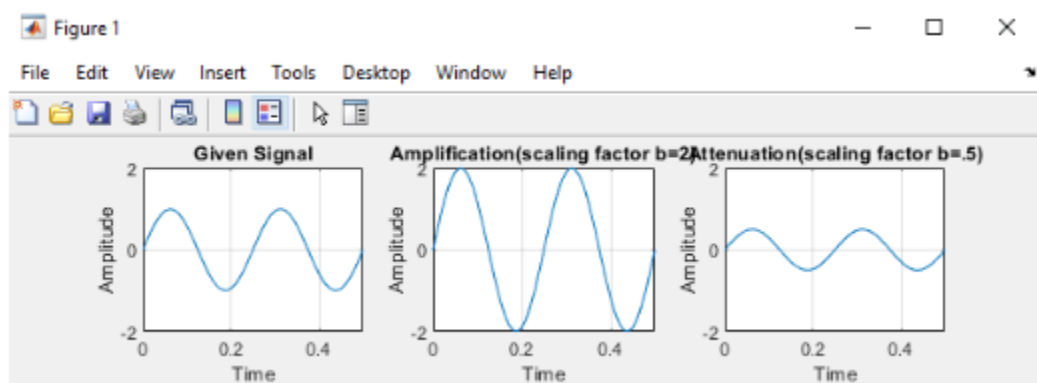 Figure 1
File Edit View Insert Tools Desktop Window Help
Given Signal
Amplification(scaling factor b=2)
Attenuation(scaling factor b=.5)
2
0
-2
Amplitude
0 0.2 0.4
Time
2
0
-2
Amplitude
0 0.2 0.4
Time
2
0
-2
Amplitude
0 0.2 0.4
Time